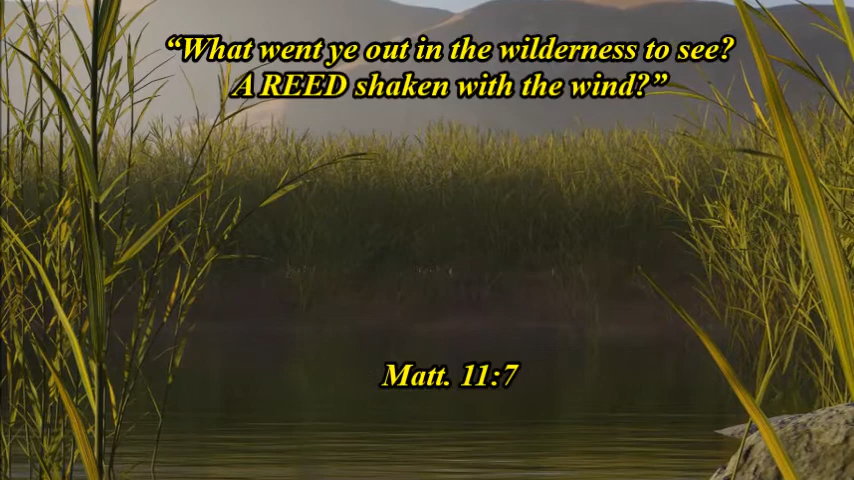 “What went ye out in the wilderness to see?
A REED shaken with the wind?”
Matt. 11:7